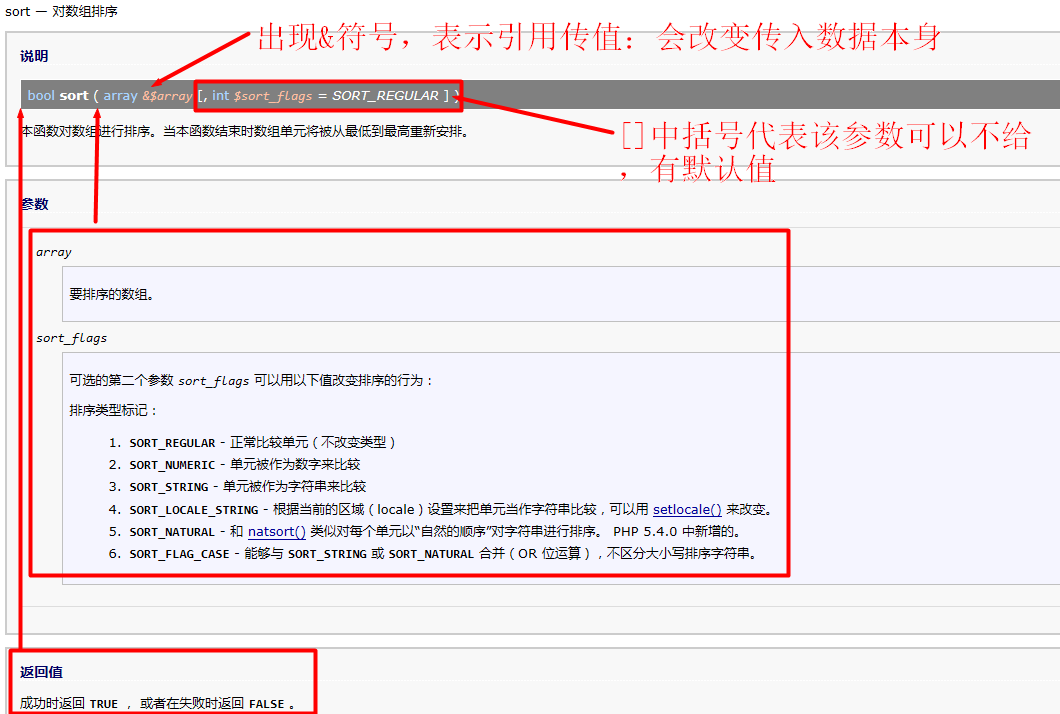 sort — 对数组排序
出现&符号，表示引用传值：会改变传入数据本身
说明
bool sort ( array &$array [, int $sort_flags = SORT_REGULAR ] )
本函数对数组进行排序。当本函数结束时数组单元将被从最低到最高重新安排。
[]中括号代表该参数可以不给
，有默认值
参数
array
要排序的数组。
sort_flags
可选的第二个参数 sort_flags 可以用以下值改变排序的行为：
排序类型标记：
1. SORT_REGULAR - 正常比较单元（不改变类型）
2. SORT_NUMERIC - 单元被作为数字来比较
3. SORT_STRING - 单元被作为字符串来比较
4. SORT_LOCALE_STRING - 根据当前的区域（locale）设置来把单元当作字符串比较，可以用 setlocale() 来改变。
5. SORT_NATURAL - 和 natsort() 类似对每个单元以“自然的顺序”对字符串进行排序。 PHP 5.4.0 中新增的。
6. SORT_FLAG_CASE - 能够与 SORT_STRING 或 SORT_NATURAL 合并（OR 位运算），不区分大小写排序字符串。
返回值
成功时返回 TRUE ， 或者在失败时返回 FALSE 。